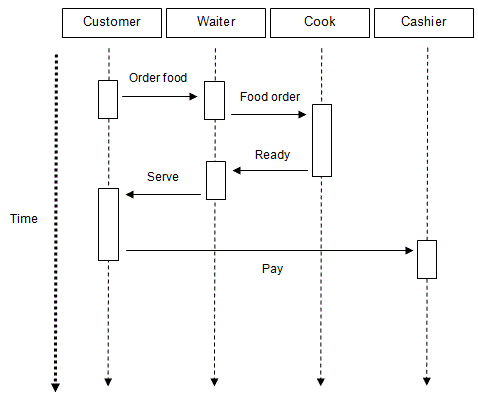 Customer
Waiter
Cook
Cashier
Order food
Food order
Ready
Serve
Time
Pay